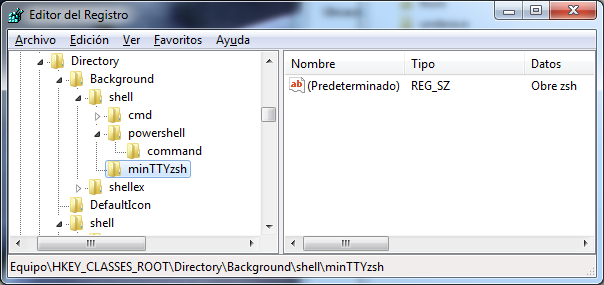 Editor del Registro
Archivo Edición Ver Favoritos Ayuda
Directory
Background
shell
cmd
powershell
command
minTTYzsh
shellex
DefaultIcon
shell
Nombre Tipo Datos
ab (Predeterminado) REG_SZ Obre zsh
Equipo\HKEY_CLASSES_ROOT\Directory\Background\shell\minTTYzsh